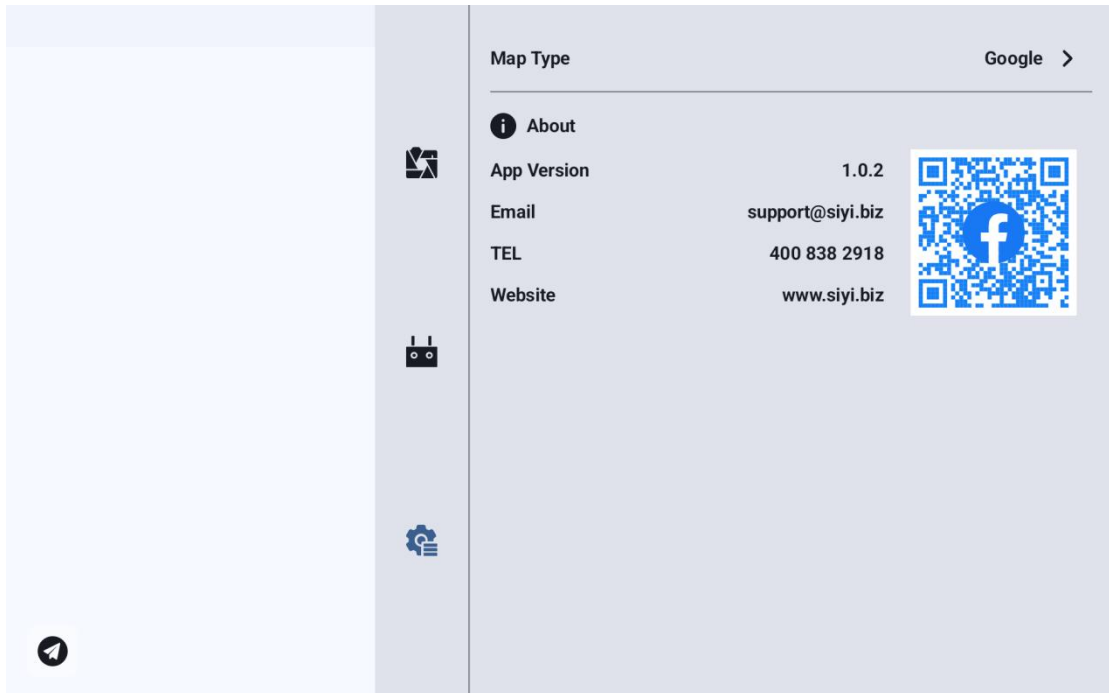 Map Type Google
About
App Version 1.0.2
Email support@siyi.biz
TEL 400 838 2918
Website www.siyi.biz